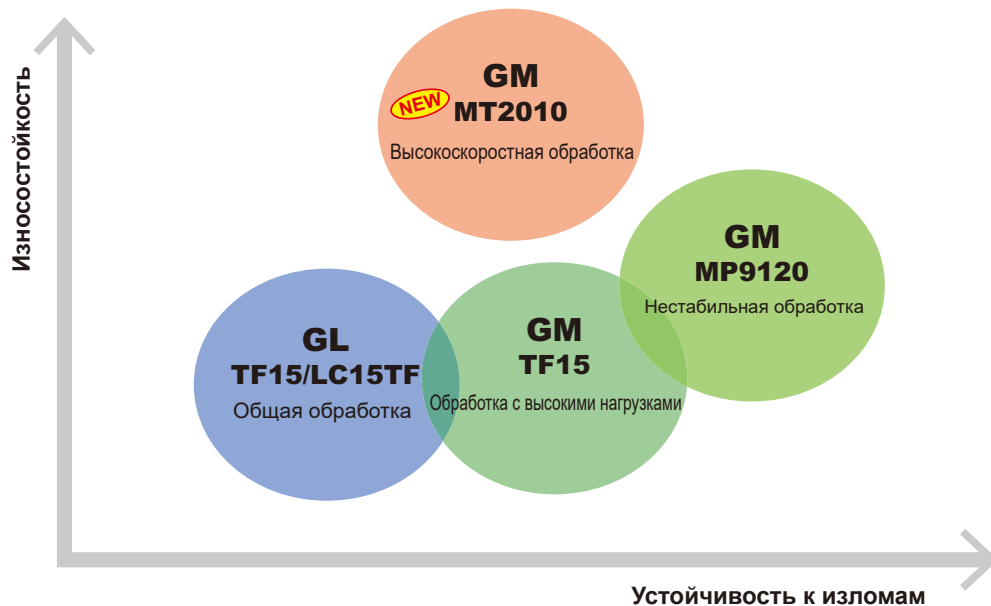 Износостойкость
GM
NEW
MT2010
Высокоскоростная обработка
GM
MP9120
Нестабильная обработка
GL
TF15/LC15TF
Общая обработка
GM
TF15
Обработка с высокими нагрузками
Устойчивость к изломам